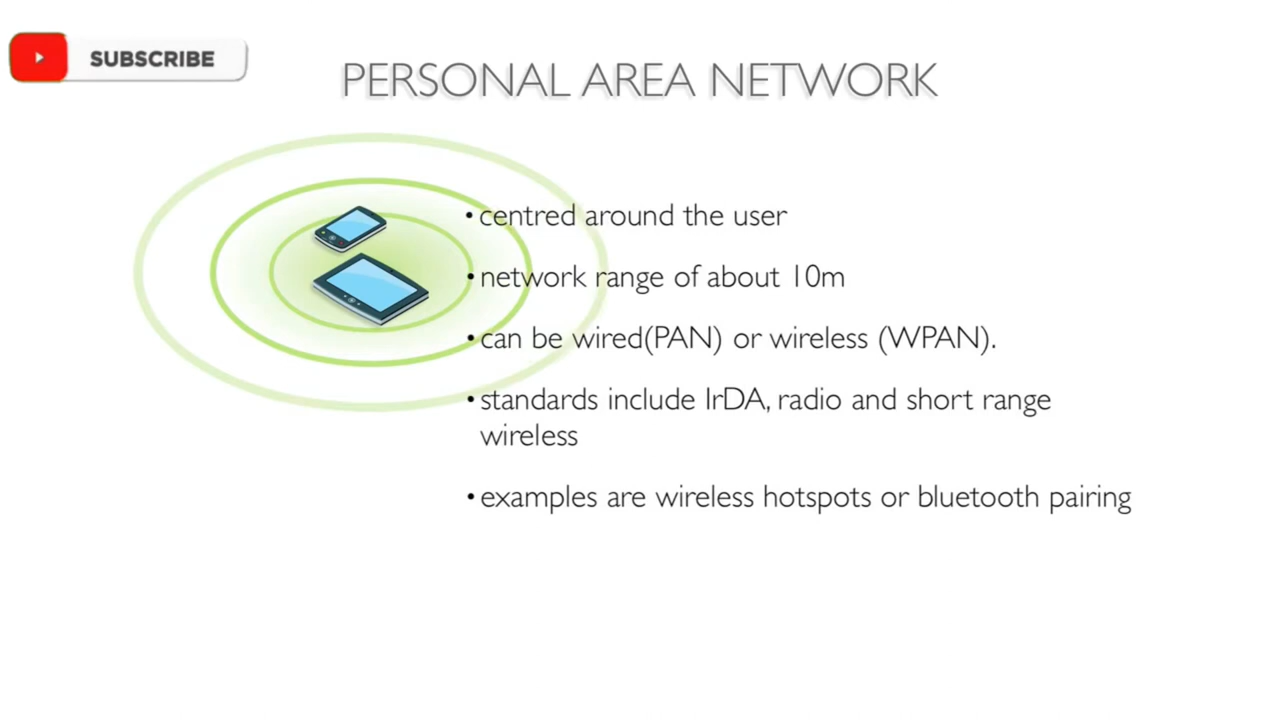 SUBSCRIBE
PERSONAL AREA NETWORK
•centred around the user
•network range of about 10m
•can be wired(PAN) or wireless (WPAN).
•standards include IrDA, radio and short range
wireless
•examples are wireless hotspots or bluetooth pairing